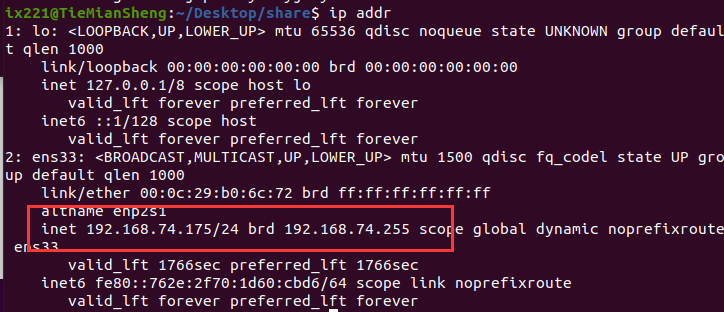 ix221@TieMianSheng:~/Desktop/share$ ip addr
1: lo: <LOOPBACK,UP,LOWER_UP> mtu 65536 qdisc noqueue state UNKNOWN group defaul
t qlen 1000
    link/loopback 00:00:00:00:00:00 brd 00:00:00:00:00:00
    inet 127.0.0.1/8 scope host lo
       valid_lft forever preferred_lft forever
    inet6 ::1/128 scope host
       valid_lft forever preferred_lft forever
2: ens33: <BROADCAST,MULTICAST,UP,LOWER_UP> mtu 1500 qdisc fq_codel state UP gro
up default qlen 1000
    link/ether 00:0c:29:b0:6c:72 brd ff:ff:ff:ff:ff:ff
    altname enp2s1
    inet 192.168.74.175/24 brd 192.168.74.255 scope global dynamic noprefixroute
 ens33
       valid_lft 1766sec preferred_lft 1766sec
    inet6 fe80::762e:2f70:1d60:cbd6/64 scope link noprefixroute
       valid_lft forever preferred_lft forever